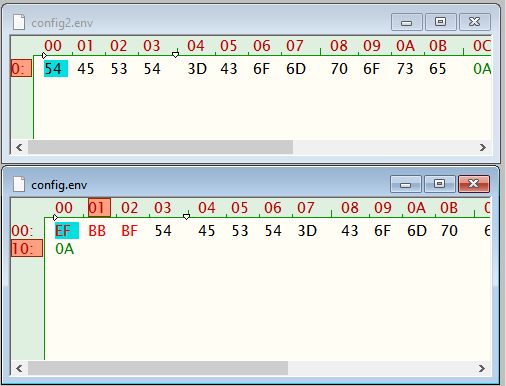 config2.env
00 01 02 03 04 05 06 07 08 09 0A 0B 0C
0: 54 45 53 54 3D 43 6F 6D 70 6F 73 65 0A
config.env
00 01 02 03 04 05 06 07 08 09 0A 0B
00: EF BB BF 54 45 53 54 3D 43 6F 6D 70
10: 0A